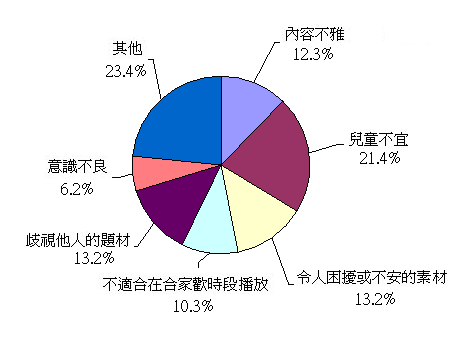 內容不雅
12.3%
兒童不宜
21.4%
令人困擾或不安的素材
13.2%
不適合在合家歡時段播放
10.3%
歧視他人的題材
13.2%
意識不良
6.2%
其他
23.4%